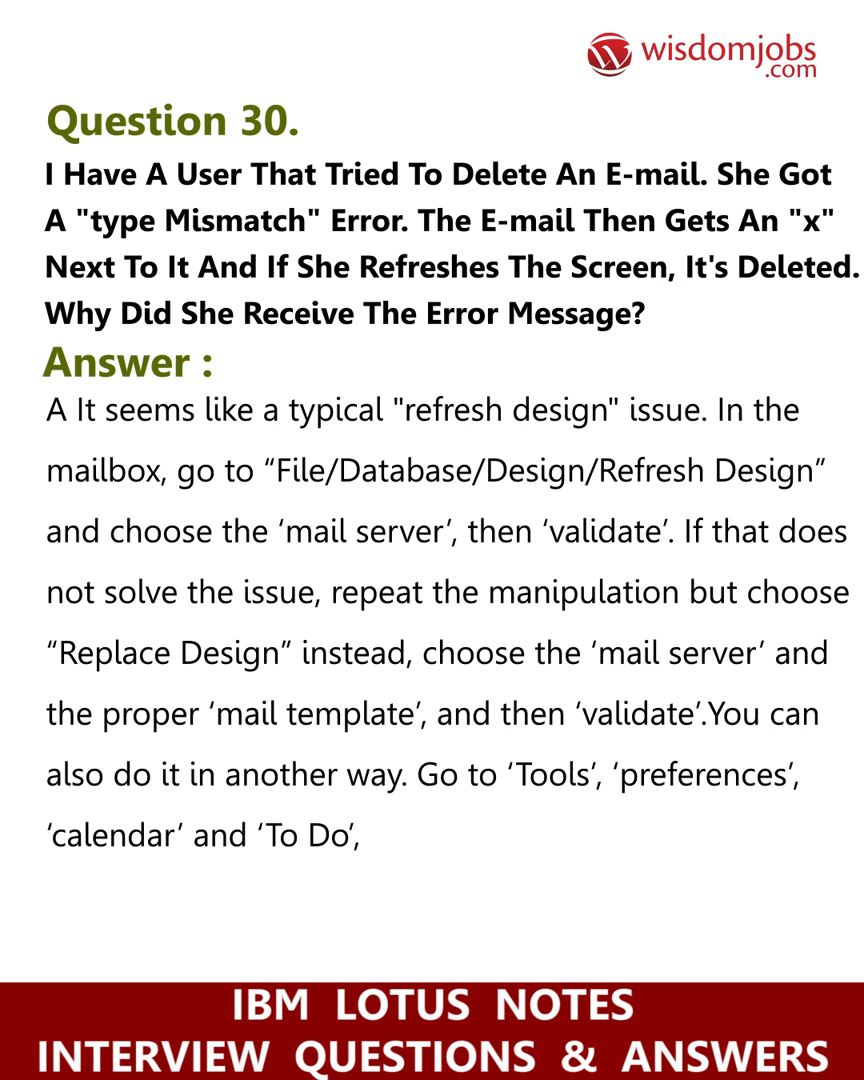 wisdomjobs
.com
Question 30.
I Have A User That Tried To Delete An E-mail. She Got
A "type Mismatch" Error. The E-mail Then Gets An "x"
Next To It And If She Refreshes The Screen, It's Deleted.
Why Did She Receive The Error Message?
Answer :
A It seems like a typical "refresh design" issue. In the
mailbox, go to “File/Database/Design/Refresh Design”
and choose the ‘mail server’, then ‘validate’. If that does
not solve the issue, repeat the manipulation but choose
“Replace Design” instead, choose the ‘mail server’ and
the proper ‘mail template’, and then ‘validate’.You can
also do it in another way. Go to ‘Tools’, ‘preferences’,
‘calendar’ and ‘To Do’,
IBM LOTUS NOTES
INTERVIEW QUESTIONS & ANSWERS